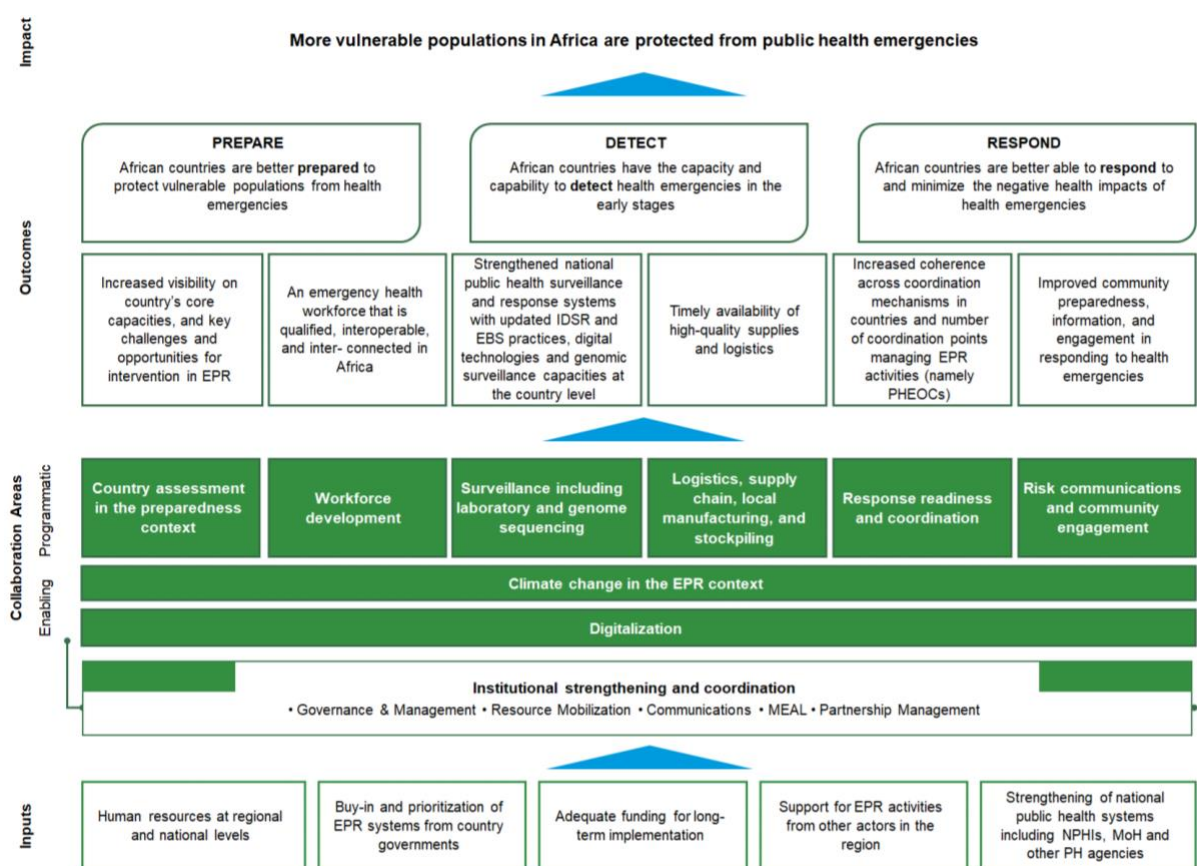 Impact
More vulnerable populations in Africa are protected from public health emergencies
Outcomes
PREPARE
African countries are better prepared to
protect vulnerable populations from health
emergencies
DETECT
African countries have the capacity and
capability to detect health emergencies in the
early stages
RESPOND
African countries are better able to respond to
and minimize the negative health impacts of
health emergencies
Increased visibility on
country's core
capacities, and key
challenges and
opportunities for
intervention in EPR
An emergency health
workforce that is
qualified, interoperable,
and inter- connected in
Africa
Strengthened national
public health surveillance
and response systems
with updated IDSR and
EBS practices, digital
technologies and genomic
surveillance capacities at
the country level
Timely availability of
high-quality supplies
and logistics
Increased coherence
across coordination
mechanisms in
countries and number
of coordination points
managing EPR
activities (namely
PHEOCs)
Improved community
preparedness,
information, and
engagement in
responding to health
emergencies
Collaboration Areas
Programmatic
Country assessment
in the preparedness
context
Workforce
development
Surveillance including
laboratory and genome
sequencing
Logistics, supply
chain, local
manufacturing, and
stockpiling
Response readiness
and coordination
Risk communications
and community
engagement
Enabling
Climate change in the EPR context
Digitalization
Institutional strengthening and coordination
• Governance & Management • Resource Mobilization • Communications • MEAL • Partnership Management
Inputs
Human resources at regional
and national levels
Buy-in and prioritization of
EPR systems from country
governments
Adequate funding for long-
term implementation
Support for EPR activities
from other actors in the
region
Strengthening of national
public health systems
including NPHIs, MoH and
other PH agencies